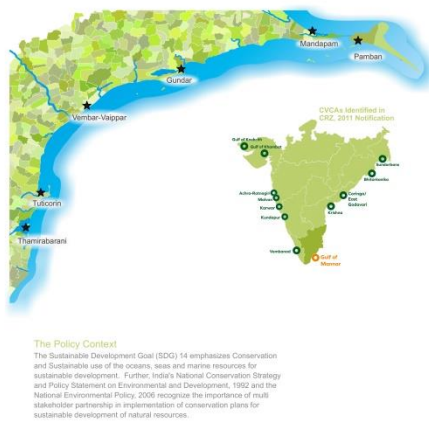 Mandapam
Pamban
Gundar
Vembar-Vaippar
Tuticorin
Thamirabarani
CVCAs Identified in
CRZ, 2011 Notification
Gulf of Kachchh
Gulf of Khambat
Sundarbans
Bhitarkanika
Achra-Ratnagiri
Malvan
Karwar
Kundapur
Coringa/
East
Godavari
Krishna
Vembanad
Gulf of
Mannar
The Policy Context
The Sustainable Development Goal (SDG) 14 emphasizes Conservation
and Sustainable use of the oceans, seas and marine resources for
sustainable development. Further, India's National Conservation Strategy
and Policy Statement on Environmental and Development, 1992 and the
National Environmental Policy, 2006 recognize the importance of multi
stakeholder partnership in implementation of conservation plans for
sustainable development of natural resources.